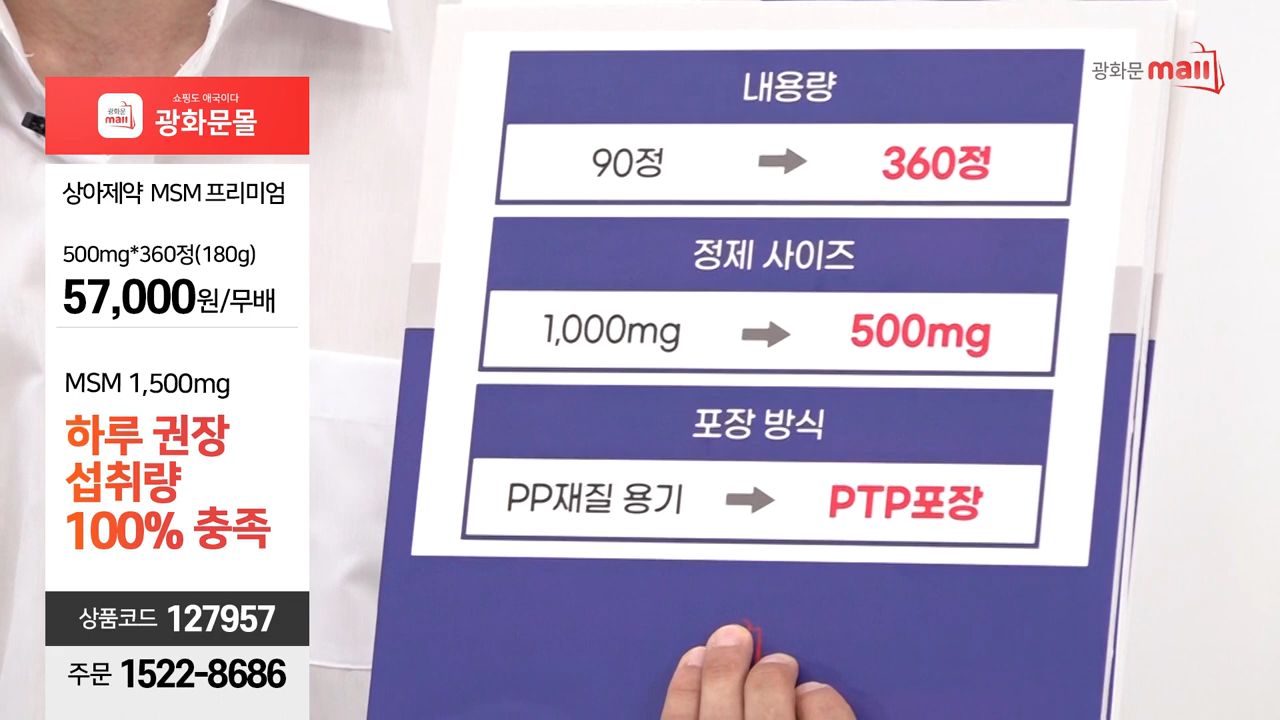 쇼핑도 애국이다
광화문
mall
광화문몰
상아제약 MSM 프리미엄
500mg*360정(180g)
57,000원/무배
MSM 1,500mg
하루 권장
섭취량
100% 충족
상품코드 127957
주문 1522-8686
광화문 mall
내용량
90정 → 360정
정제 사이즈
1,000mg → 500mg
포장 방식
PP재질 용기 → PTP포장